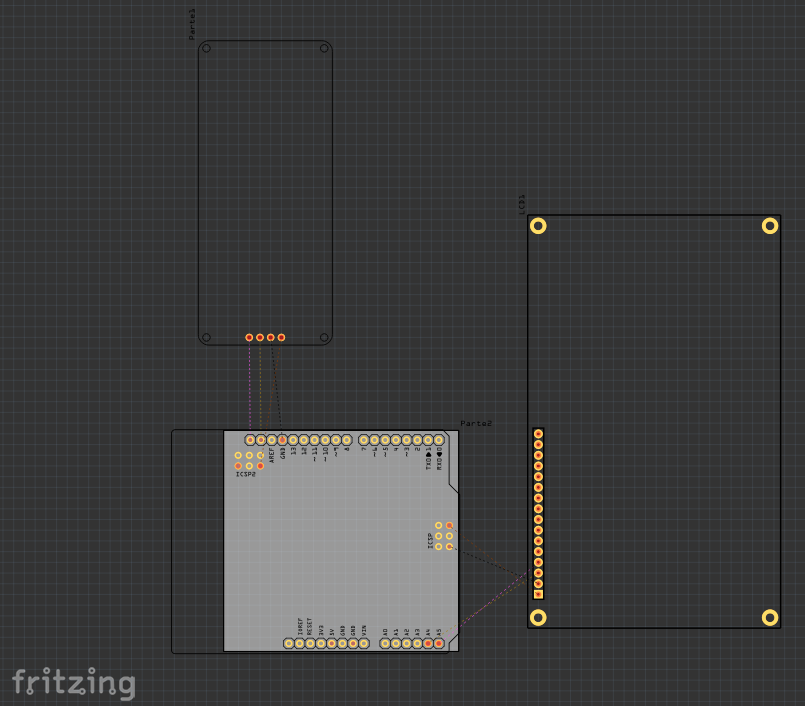 Parte1
LCD1
Parte2
AREF
GND
13
12
~11
~10
~9
8
7
~6
~5
4
~3
2
TX0 1
RX0 0
ICSP2
ICSP
IOREF
RESET
3V3
5V
GND
GND
VIN
A0
A1
A2
A3
A4
A5
fritzing